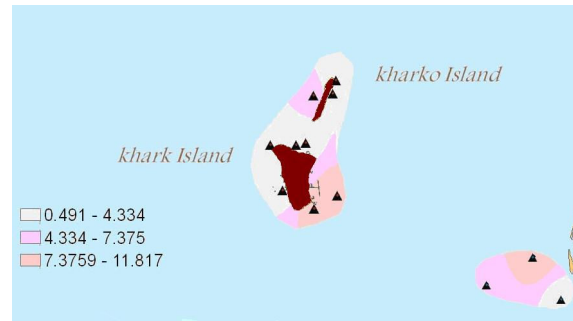 kharko Island
khark Island
0.491 - 4.334
4.334 - 7.375
7.3759 - 11.817